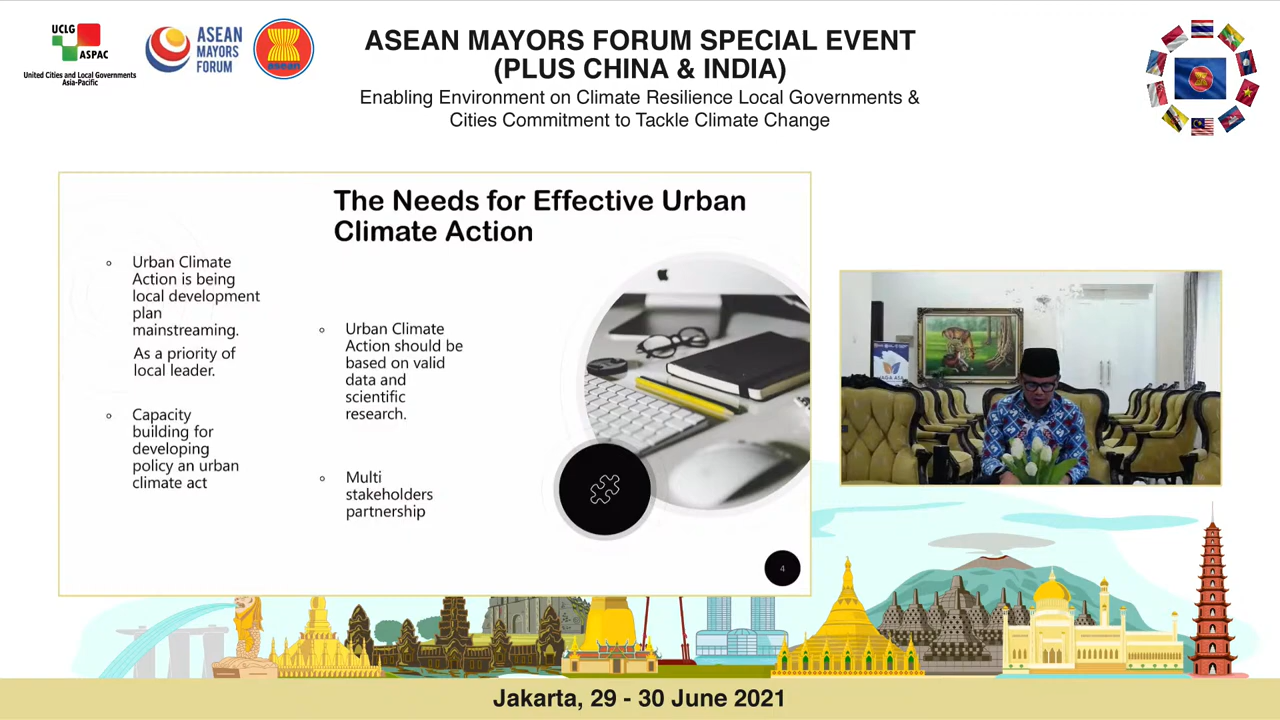 UCLG
ASPAC
United Cities and Local Governments
Asia-Pacific
ASEAN
MAYORS
FORUM
asean
ASEAN MAYORS FORUM SPECIAL EVENT
(PLUS CHINA & INDIA)
Enabling Environment on Climate Resilience Local Governments &
Cities Commitment to Tackle Climate Change
The Needs for Effective Urban
Climate Action
Urban Climate
Action is being
local development
plan
mainstreaming.
As a priority of
local leader.
Capacity
building for
developing
policy an urban
climate act
Urban Climate
Action should be
based on valid
data and
scientific
research.
Multi
stakeholders
partnership
4
Jakarta, 29 - 30 June 2021